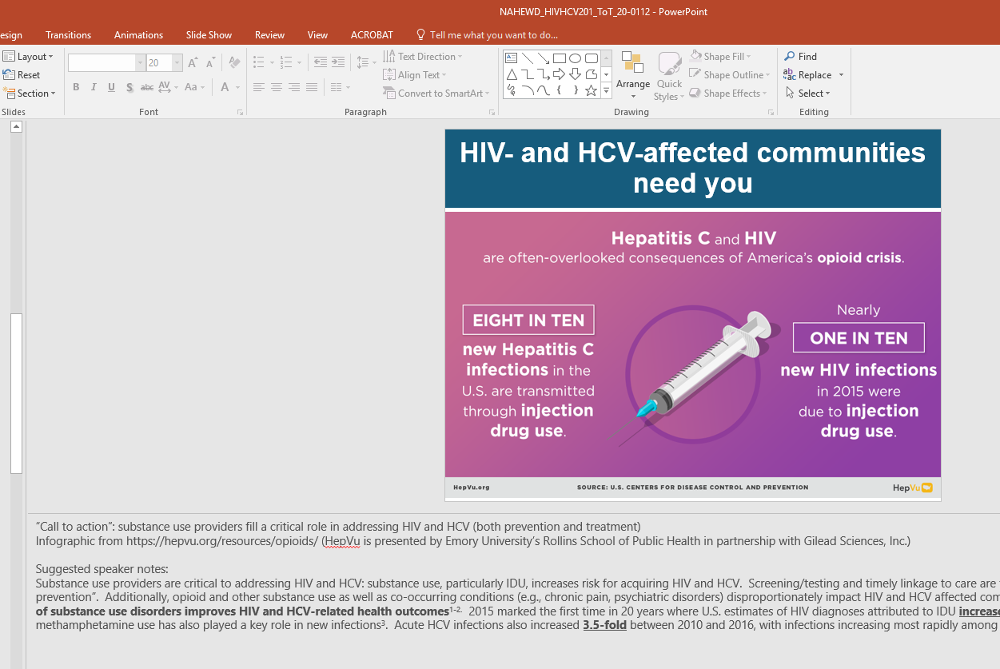 NAHEWD_HIVHCV201_ToT_20-0112 - PowerPoint
esign Transitions Animations Slide Show Review View ACROBAT Tell me what you want to do...
Layout
Reset
Section
Slides
20
B I U S abc AV Aa A
Font
Text Direction
Align Text
Convert to SmartArt
Paragraph
Arrange
Quick Styles
Shape Fill
Shape Outline
Shape Effects
Drawing
Find
Replace
Select
Editing
HIV- and HCV-affected communities
need you
Hepatitis C and HIV
are often-overlooked consequences of America's opioid crisis.
EIGHT IN TEN
new Hepatitis C
infections in the
U.S. are transmitted
through injection
drug use.
Nearly
ONE IN TEN
new HIV infections
in 2015 were
due to injection
drug use.
HepVu.org
SOURCE: U.S. CENTERS FOR DISEASE CONTROL AND PREVENTION
HepVu
“Call to action”: substance use providers fill a critical role in addressing HIV and HCV (both prevention and treatment)
Infographic from https://hepvu.org/resources/opioids/ (HepVu is presented by Emory University’s Rollins School of Public Health in partnership with Gilead Sciences, Inc.)
Suggested speaker notes:
Substance use providers are critical to addressing HIV and HCV: substance use, particularly IDU, increases risk for acquiring HIV and HCV.  Screening/testing and timely linkage to care are
prevention”.  Additionally, opioid and other substance use as well as co-occurring conditions (e.g., chronic pain, psychiatric disorders) disproportionately impact HIV and HCV affected com
of substance use disorders improves HIV and HCV-related health outcomes¹⁻².  2015 marked the first time in 20 years where U.S. estimates of HIV diagnoses attributed to IDU increase
methamphetamine use has also played a key role in new infections³.  Acute HCV infections also increased 3.5-fold between 2010 and 2016, with infections increasing most rapidly among